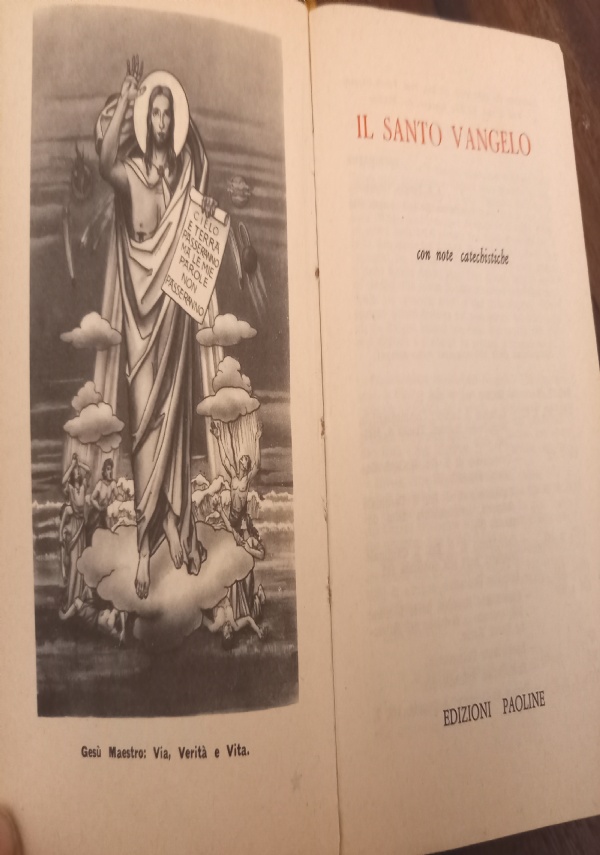 CIELO
E TERRA
PASSERANNO
MA LE MIE
PAROLE
NON
PASSERANNO
Gesù Maestro: Via, Verità e Vita.
IL SANTO VANGELO
con note catechistiche
EDIZIONI PAOLINE